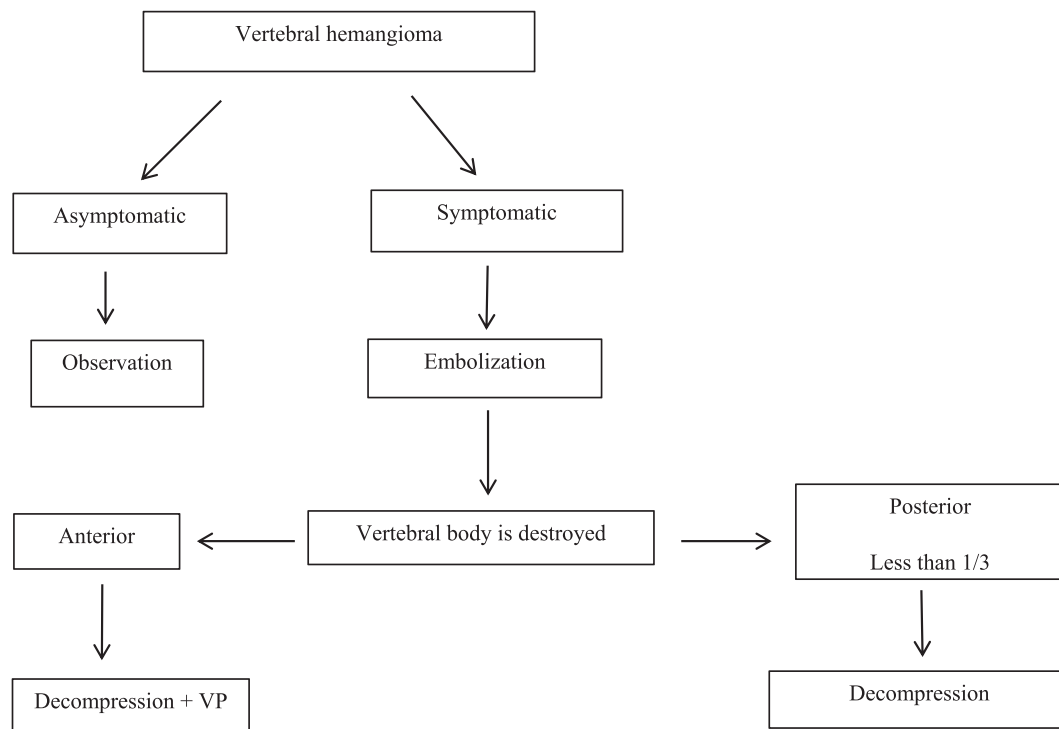 Vertebral hemangioma
Asymptomatic
Symptomatic
Observation
Embolization
Anterior
Vertebral body is destroyed
Posterior
Less than 1/3
Decompression + VP
Decompression